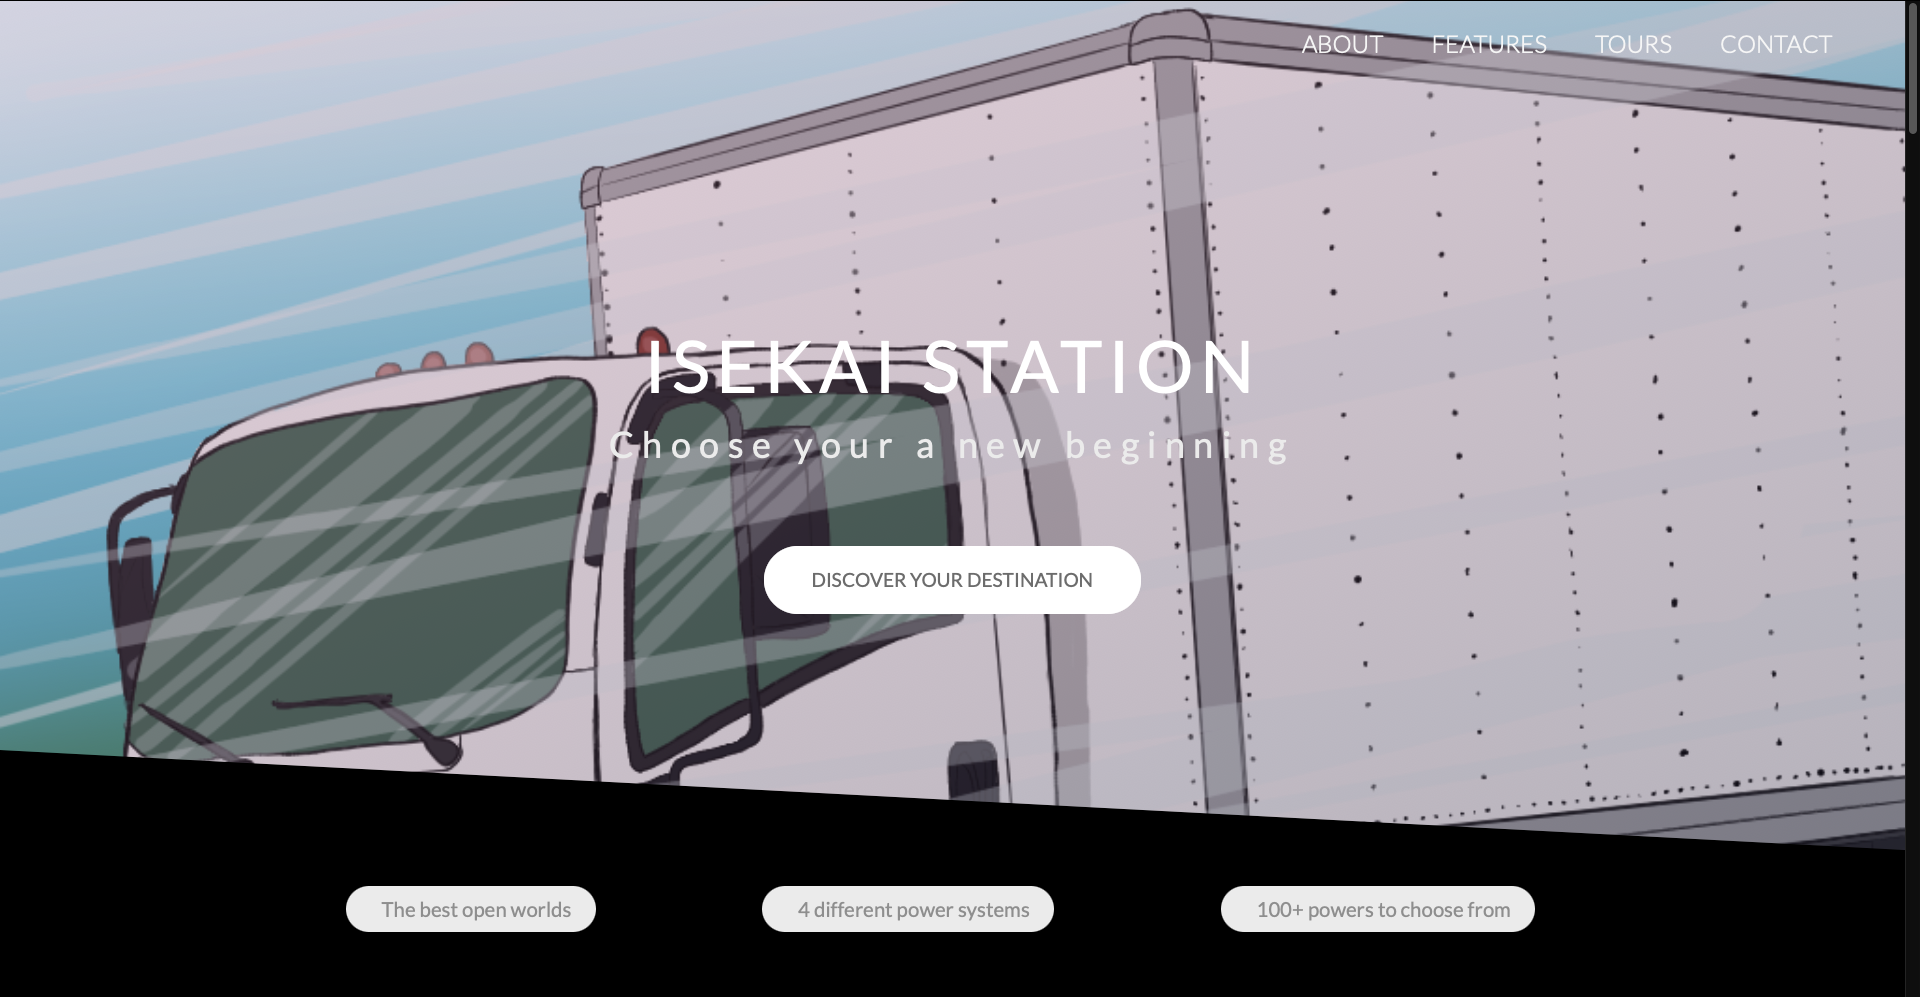 ABOUT FEATURES TOURS CONTACT
ISEKAI STATION
Choose your a new beginning
DISCOVER YOUR DESTINATION
The best open worlds
4 different power systems
100+ powers to choose from